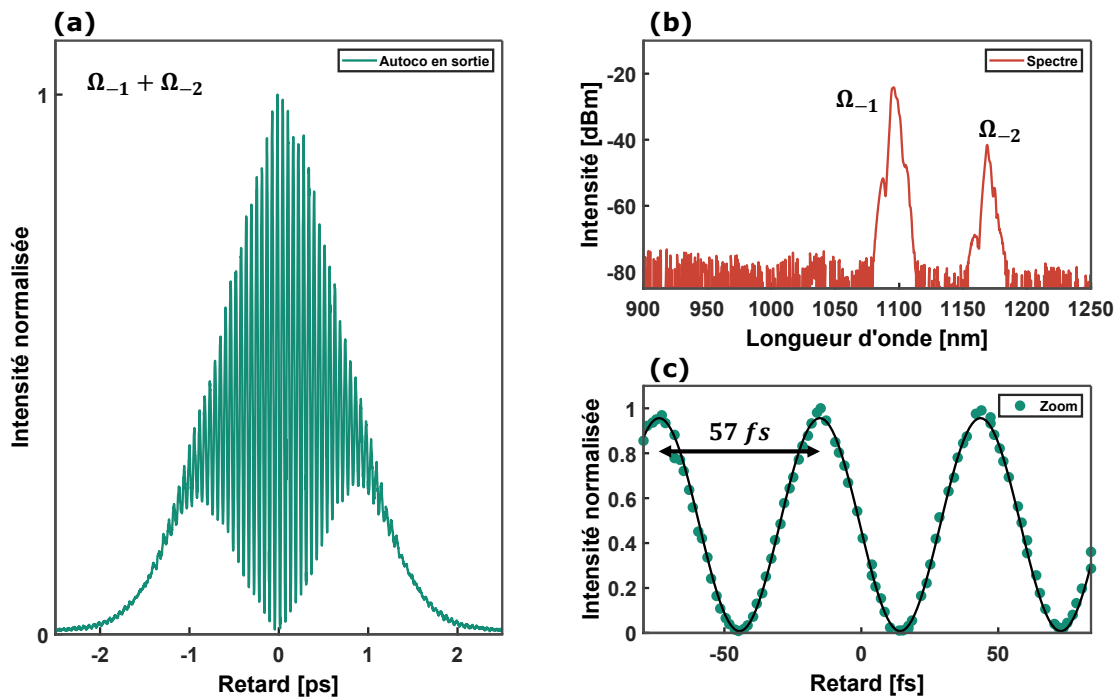 (a)
Autoco en sortie
Ω₋₁ + Ω₋₂
Intensité normalisée
1
0
-2 -1 0 1 2
Retard [ps]
(b)
Spectre
Ω₋₁
Ω₋₂
Intensité [dBm]
-20
-40
-60
-80
900 950 1000 1050 1100 1150 1200 1250
Longueur d'onde [nm]
(c)
Zoom
57 fs
Intensité normalisée
1
0.8
0.6
0.4
0.2
0
-50 0 50
Retard [fs]